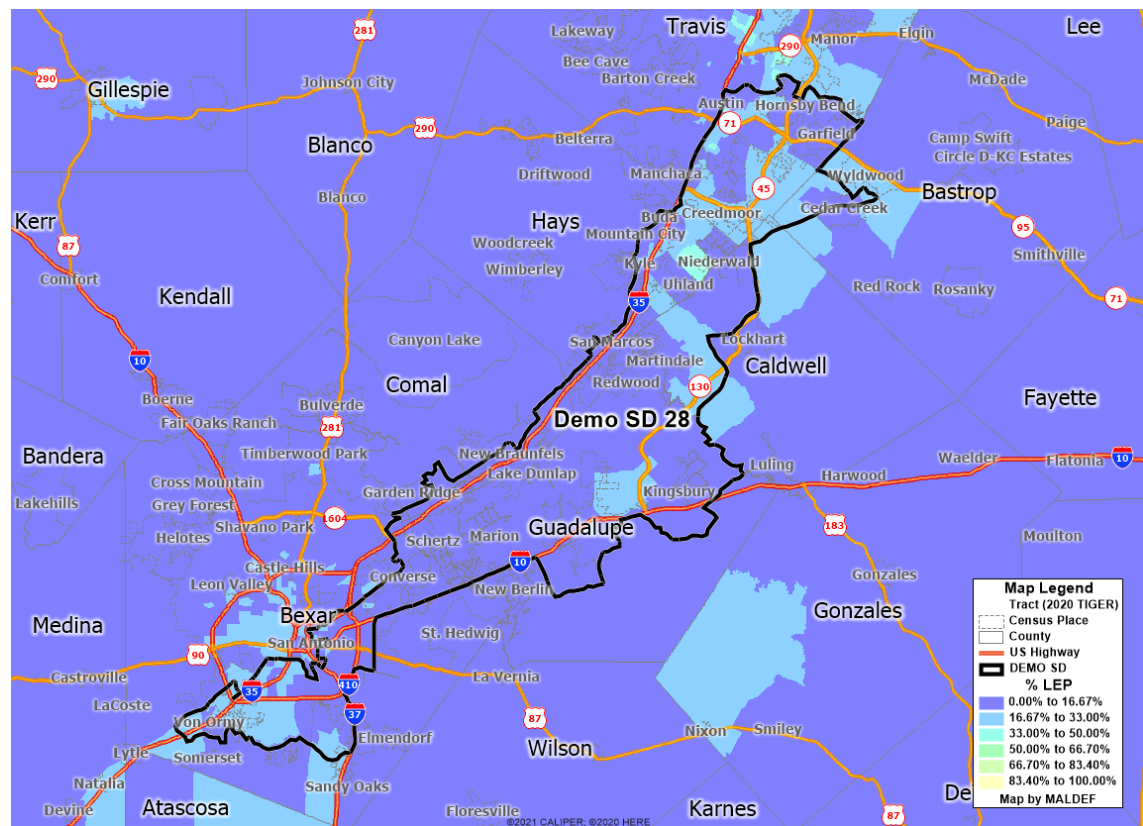 Travis
Lee
Lakeway
290
Manor
Elgin
281
Bee Cave
Barton Creek
McDade
290
Gillespie
Johnson City
Austin
Hornsby Bend
71
Paige
Blanco
290
Belterra
Garfield
Camp Swift
Circle D-KC Estates
Driftwood
Manchaca
Wyldwood
45
Bastrop
Blanco
Kerr
Hays
Buda
Creedmoor
Cedar Creek
95
87
Woodcreek
Mountain City
Smithville
Comfort
Wimberley
Kyle
Niederwald
Uhland
Red Rock
Rosanky
Kendall
35
71
10
Canyon Lake
San Marcos
Lockhart
Martindale
Caldwell
Comal
Redwood
130
Boerne
Bulverde
Fayette
Fair Oaks Ranch
281
Demo SD 28
Bandera
Timberwood Park
New Braunfels
Lake Dunlap
Luling
Harwood
Waelder
10
Flatonia
Cross Mountain
Lakehills
Grey Forest
Garden Ridge
Kingsbury
Shavano Park
1604
Guadalupe
183
Helotes
Schertz
Marion
Moulton
Castle Hills
10
Leon Valley
Converse
New Berlin
Gonzales
Bexar
Gonzales
Medina
St. Hedwig
San Antonio
90
Castroville
La Vernia
35
410
LaCoste
Von Ormy
37
87
Elmendorf
Nixon
Smiley
Lytle
Somerset
Wilson
Natalia
Sandy Oaks
Devine
Atascosa
Floresville
Karnes
De
87
Map Legend
Tract (2020 TIGER)
Census Place
County
US Highway
DEMO SD
% LEP
0.00% to 16.67%
16.67% to 33.00%
33.00% to 50.00%
50.00% to 66.70%
66.70% to 83.40%
83.40% to 100.00%
Map by MALDEF
©2021 CALIPER; ©2020 HERE